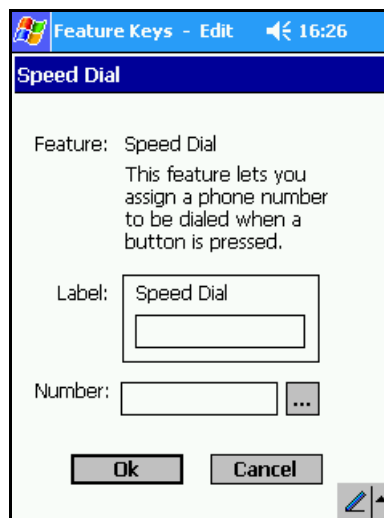 Feature Keys - Edit 16:26
Speed Dial
Feature: Speed Dial
This feature lets you
assign a phone number
to be dialed when a
button is pressed.
Label: Speed Dial
Number: ...
Ok Cancel